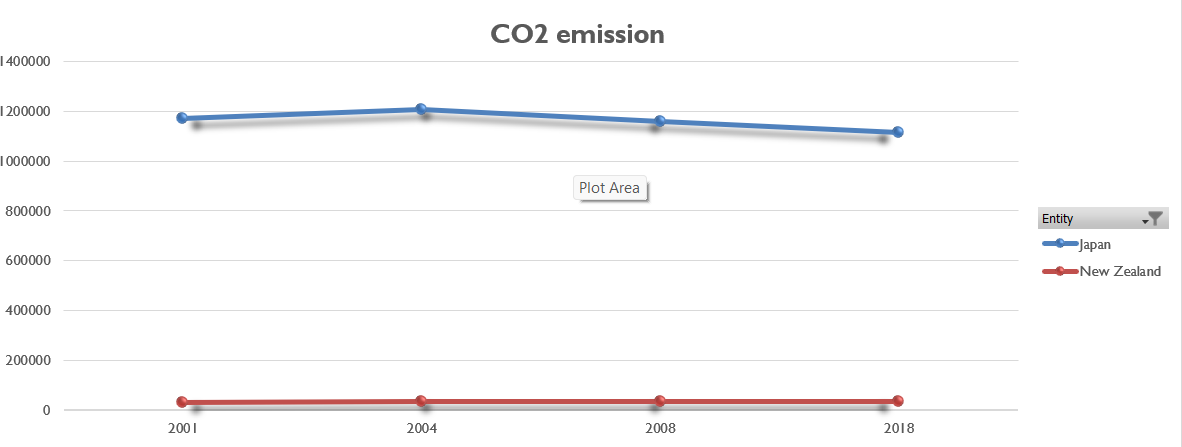 CO2 emission
1400000
1200000
1000000
800000
600000
400000
200000
0
2001 2004 2008 2018
Plot Area
Entity
Japan
New Zealand